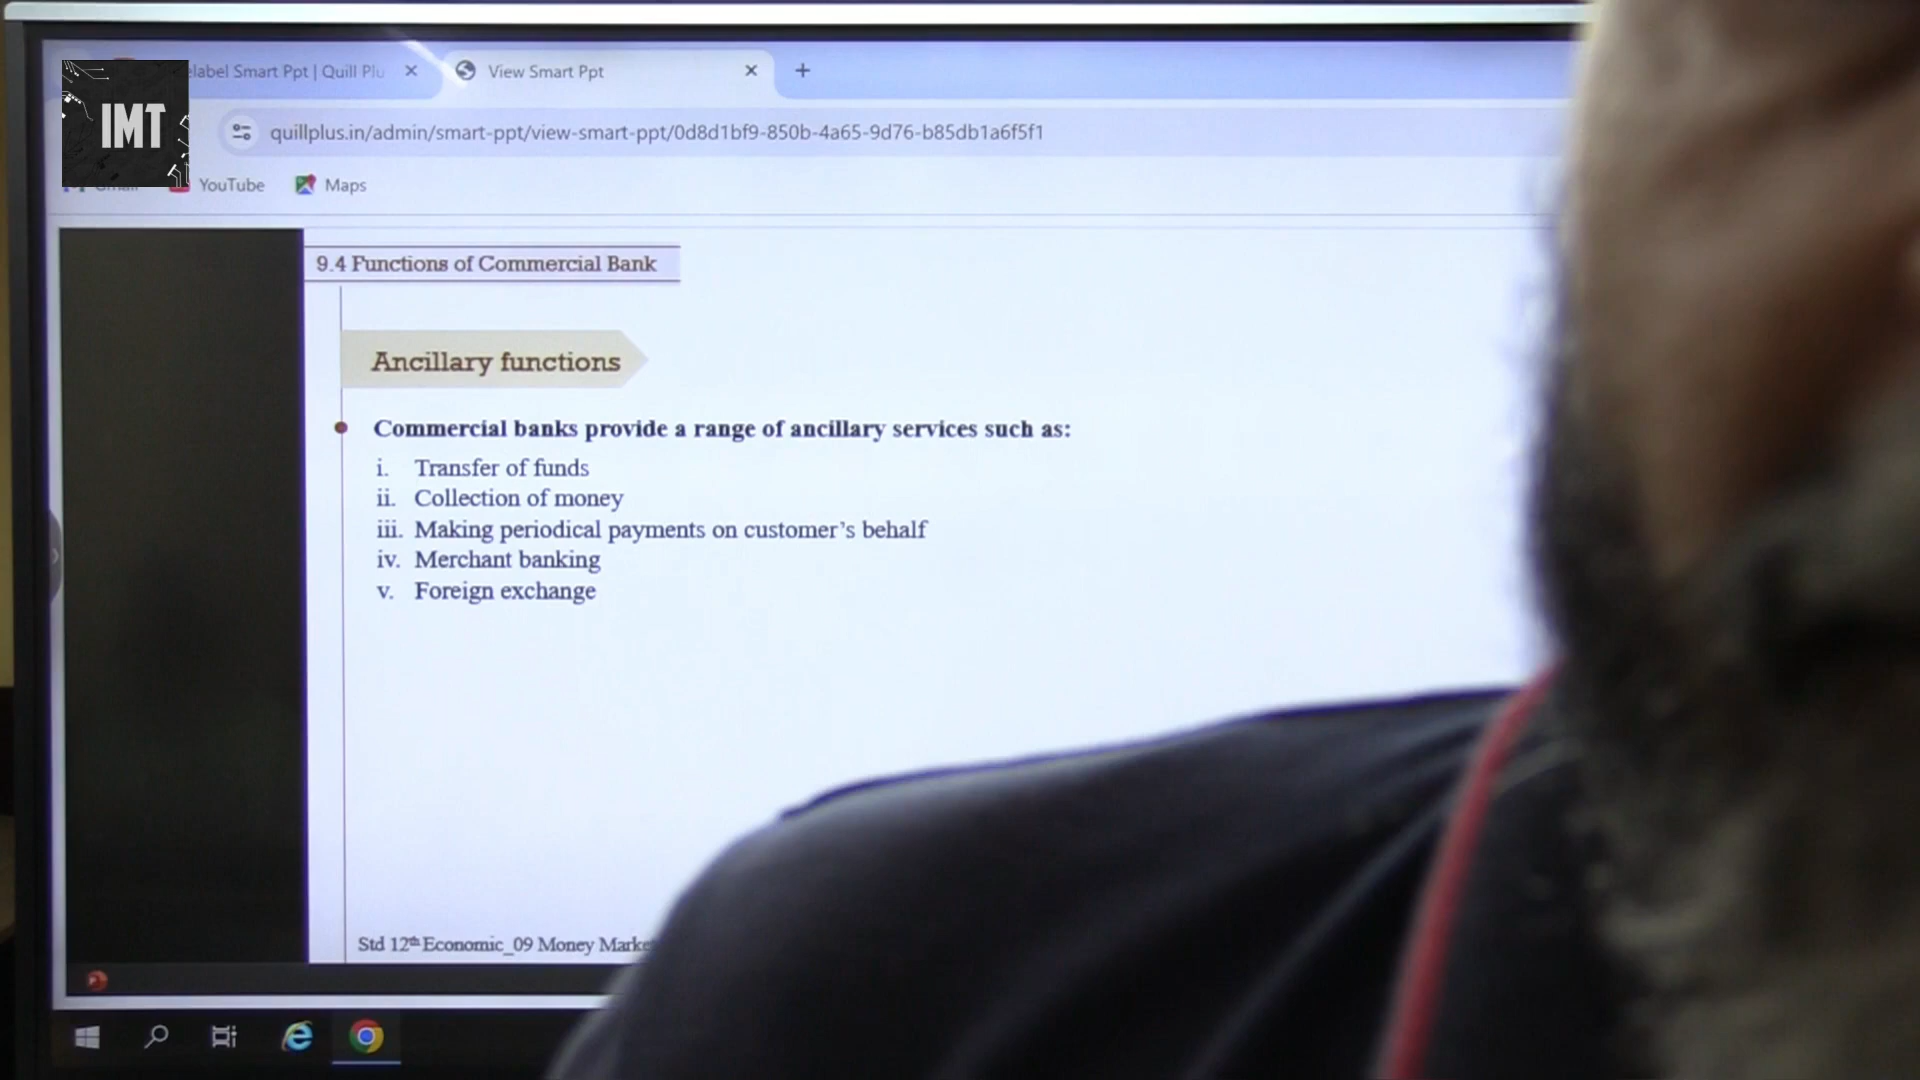 elabel Smart Ppt | Quill Plu
View Smart Ppt
IMT
quillplus.in/admin/smart-ppt/view-smart-ppt/0d8d1bf9-850b-4a65-9d76-b85db1a6f5f1
Gmail YouTube Maps
9.4 Functions of Commercial Bank
Ancillary functions
Commercial banks provide a range of ancillary services such as:
i. Transfer of funds
ii. Collection of money
iii. Making periodical payments on customer’s behalf
iv. Merchant banking
v. Foreign exchange
Std 12th Economic_09 Money Marke